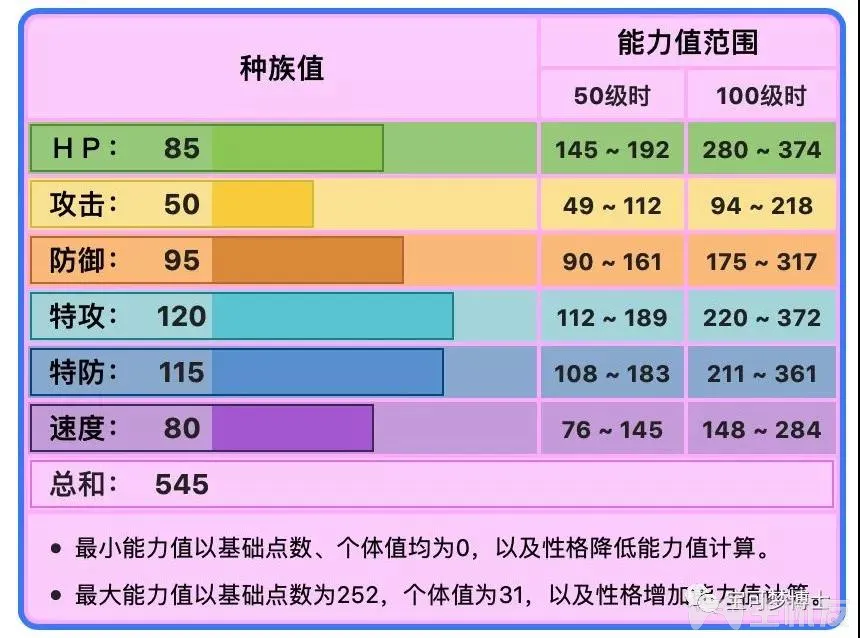 种族值
能力值范围
50级时 100级时
HP： 85 145 ~ 192 280 ~ 374
攻击： 50 49 ~ 112 94 ~ 218
防御： 95 90 ~ 161 175 ~ 317
特攻： 120 112 ~ 189 220 ~ 372
特防： 115 108 ~ 183 211 ~ 361
速度： 80 76 ~ 145 148 ~ 284
总和： 545
• 最小能力值以基础点数、个体值均为0，以及性格降低能力值计算。
• 最大能力值以基础点数为252，个体值为31，以及性格增加能力值计算。
宝可梦博士